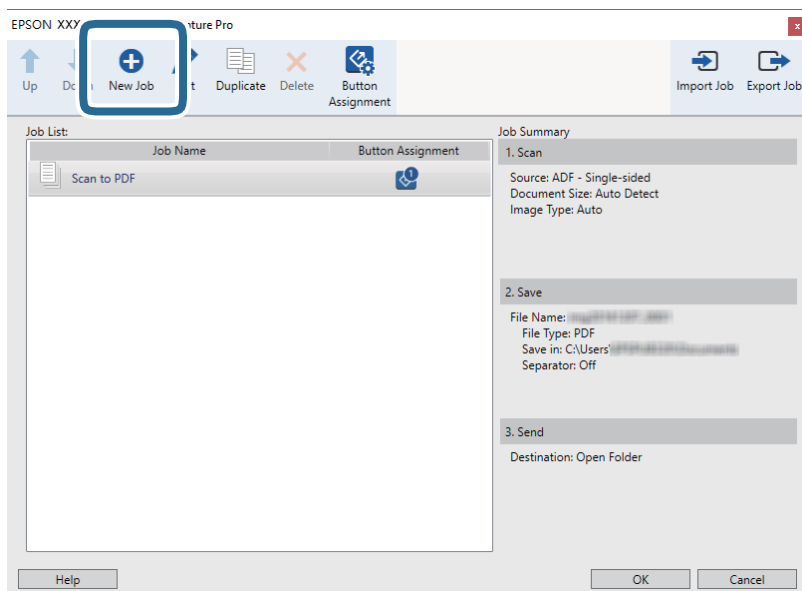 EPSON XXX ture Pro
x
Up
New Job
Duplicate
Delete
Button
Assignment
Import Job
Export Job
Job List:
Job Name
Button Assignment
Scan to PDF
1
Job Summary
1. Scan
Source: ADF - Single-sided
Document Size: Auto Detect
Image Type: Auto
2. Save
File Name:
File Type: PDF
Save in: C:\Users\
Separator: Off
3. Send
Destination: Open Folder
Help
OK
Cancel